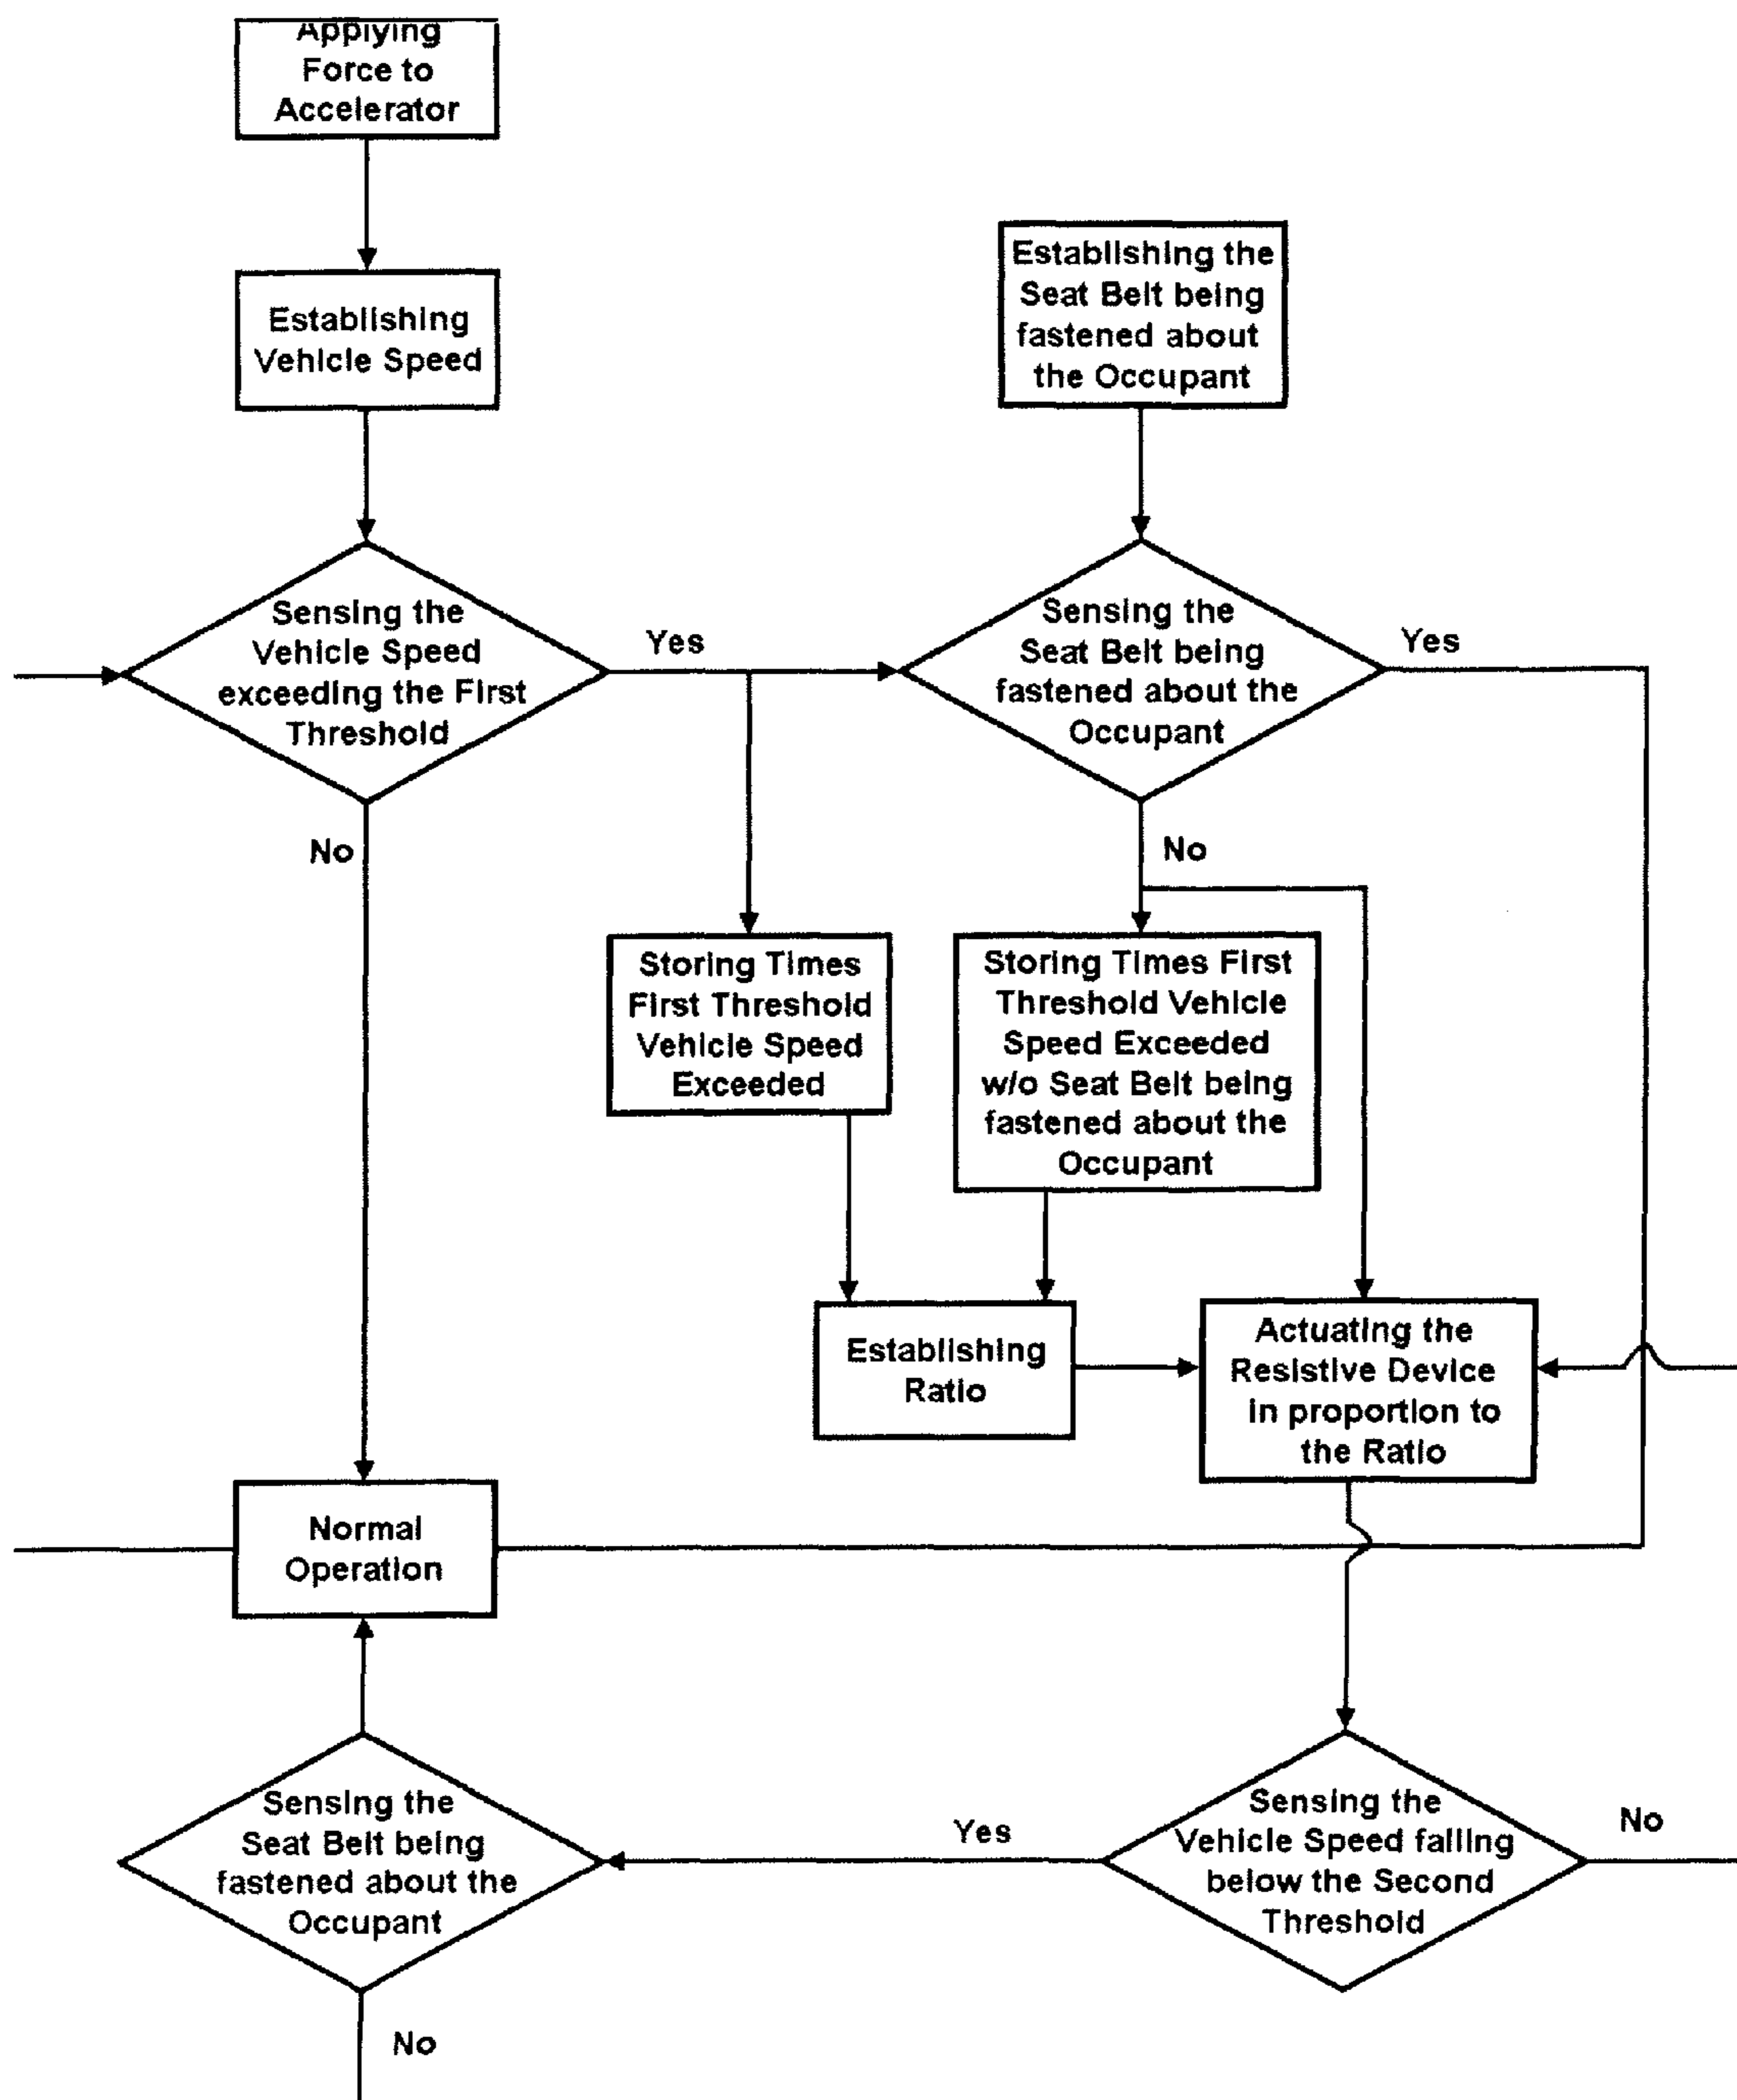 Applying
Force to
Accelerator
Establishing
Vehicle Speed
Establishing the
Seat Belt being
fastened about
the Occupant
Sensing the
Vehicle Speed
exceeding the First
Threshold
Yes
Sensing the
Seat Belt being
fastened about the
Occupant
Yes
No
No
Storing Times
First Threshold
Vehicle Speed
Exceeded
Storing Times First
Threshold Vehicle
Speed Exceeded
w/o Seat Belt being
fastened about the
Occupant
Establishing
Ratio
Actuating the
Resistive Device
in proportion to
the Ratio
Normal
Operation
Sensing the
Seat Belt being
fastened about the
Occupant
Yes
Sensing the
Vehicle Speed falling
below the Second
Threshold
No
No